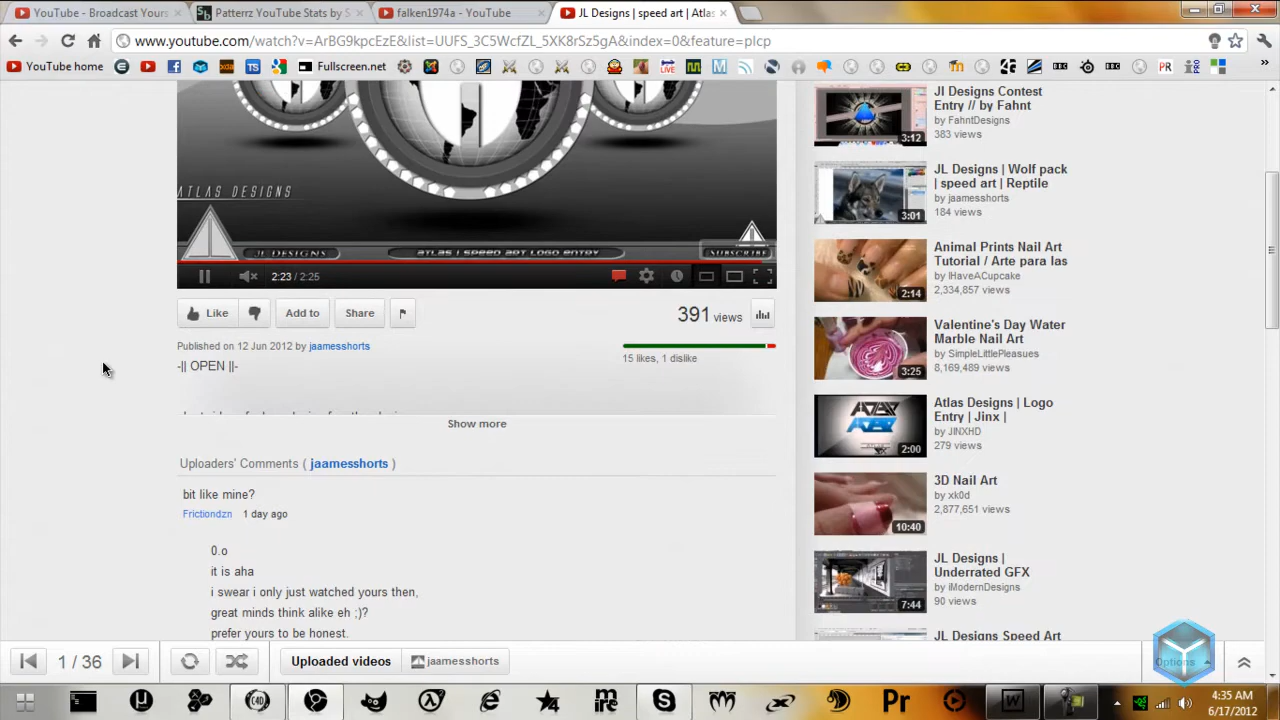 YouTube - Broadcast Yours
Patterrz YouTube Stats by S
falken1974a - YouTube
JL Designs | speed art | Atlas
www.youtube.com/watch?v=ArBG9kpcEzE&list=UUFS_3C5WcfZL_5XK8rSz5gA&index=0&feature=plcp
YouTube home
Fullscreen.net
ATLAS DESIGNS
JL DESIGNS
ATLAS | SPEED ART LOGO ENTRY
SUBSCRIBE
2:23 / 2:25
Like
Add to
Share
391 views
Published on 12 Jun 2012 by jaamesshorts
15 likes, 1 dislike
-|| OPEN ||-
Show more
Uploaders' Comments ( jaamesshorts )
bit like mine?
Frictiondzn 1 day ago
0.o
it is aha
i swear i only just watched yours then,
great minds think alike eh ;)?
prefer yours to be honest.
Jl Designs Contest
Entry // by Fahnt
by FahntDesigns
383 views
3:12
JL Designs | Wolf pack
| speed art | Reptile
by jaamesshorts
184 views
3:01
Animal Prints Nail Art
Tutorial / Arte para las
by iHaveACupcake
2,334,857 views
2:14
Valentine's Day Water
Marble Nail Art
by SimpleLittlePleasues
8,169,489 views
3:25
Atlas Designs | Logo
Entry | Jinx |
by JINXHD
279 views
2:00
3D Nail Art
by xk0d
2,877,651 views
10:40
JL Designs |
Underrated GFX
by iModernDesigns
90 views
7:44
JL Designs Speed Art
1 / 36
Uploaded videos
jaamesshorts
Options
Pr
W
4:35 AM
6/17/2012